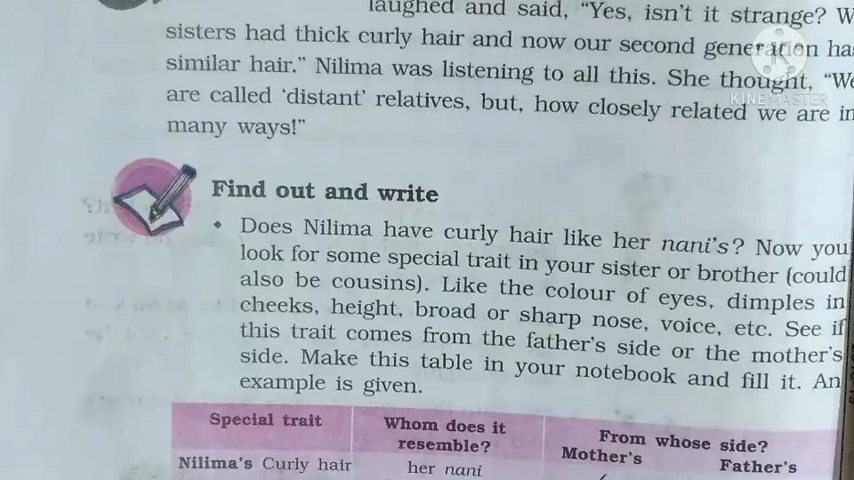 laughed and said, "Yes, isn't it strange?
sisters had thick curly hair and now our second generation
similar hair." Nilima was listening to all this. She thought, "We
are called 'distant' relatives, but, how closely related we are in
many ways!"
KINEMASTER
Find out and write
• Does Nilima have curly hair like her nani's? Now you
look for some special trait in your sister or brother (could
also be cousins). Like the colour of eyes, dimples in
cheeks, height, broad or sharp nose, voice, etc. See if
this trait comes from the father's side or the mother's
side. Make this table in your notebook and fill it. An
example is given.
Special trait Whom does it resemble? From whose side?
Mother's Father's
Nilima's Curly hair her nani